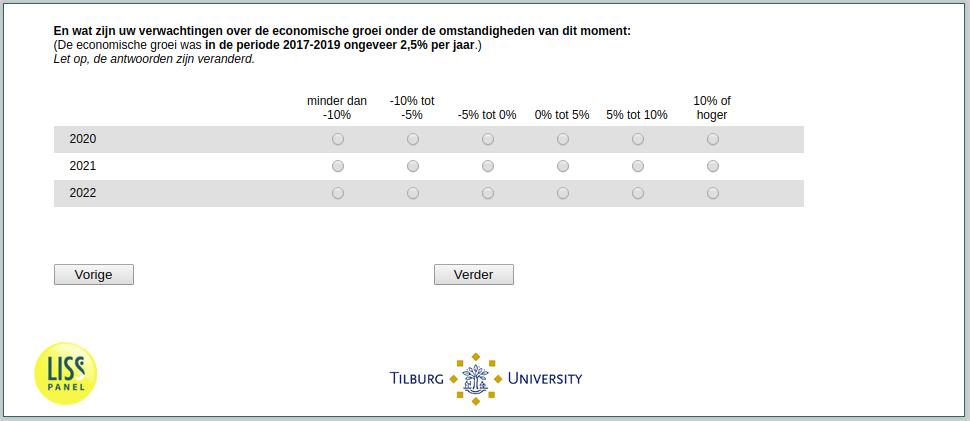 En wat zijn uw verwachtingen over de economische groei onder de omstandigheden van dit moment:
(De economische groei was in de periode 2017-2019 ongeveer 2,5% per jaar.)
Let op, de antwoorden zijn veranderd.
minder dan -10% -10% tot -5% -5% tot 0% 0% tot 5% 5% tot 10% 10% of hoger
2020
2021
2022
Vorige Verder
LISS PANEL
TILBURG UNIVERSITY